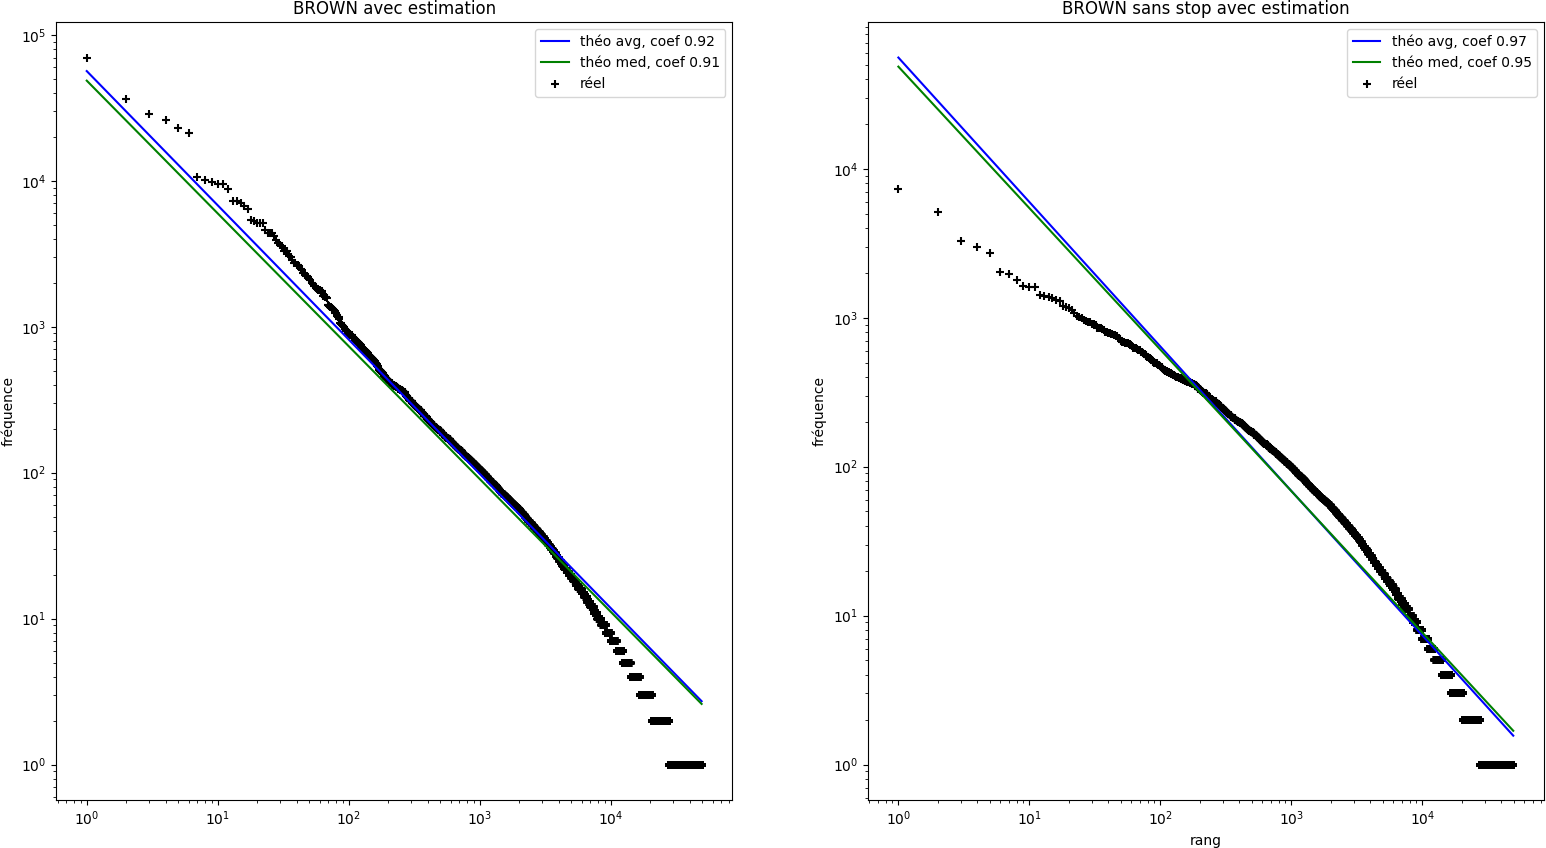 BROWN avec estimation
théo avg, coef 0.92
théo med, coef 0.91
réel
10^5
10^4
10^3
10^2
10^1
10^0
fréquence
10^0 10^1 10^2 10^3 10^4
BROWN sans stop avec estimation
théo avg, coef 0.97
théo med, coef 0.95
réel
10^4
10^3
10^2
10^1
10^0
fréquence
10^0 10^1 10^2 10^3 10^4
rang